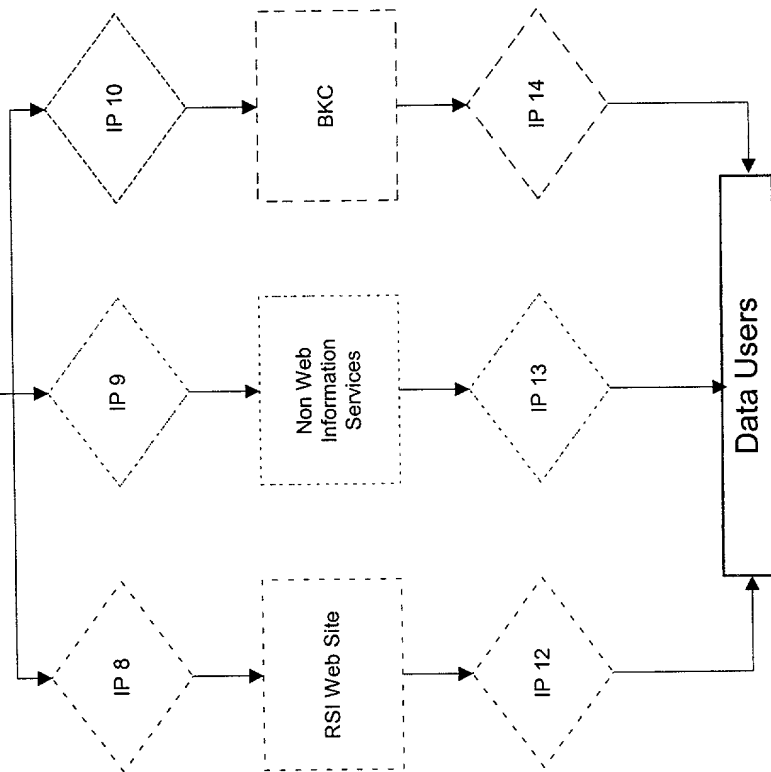 IP 8
IP 9
IP 10
RSI Web Site
Non Web
Information
Services
BKC
IP 12
IP 13
IP 14
Data Users